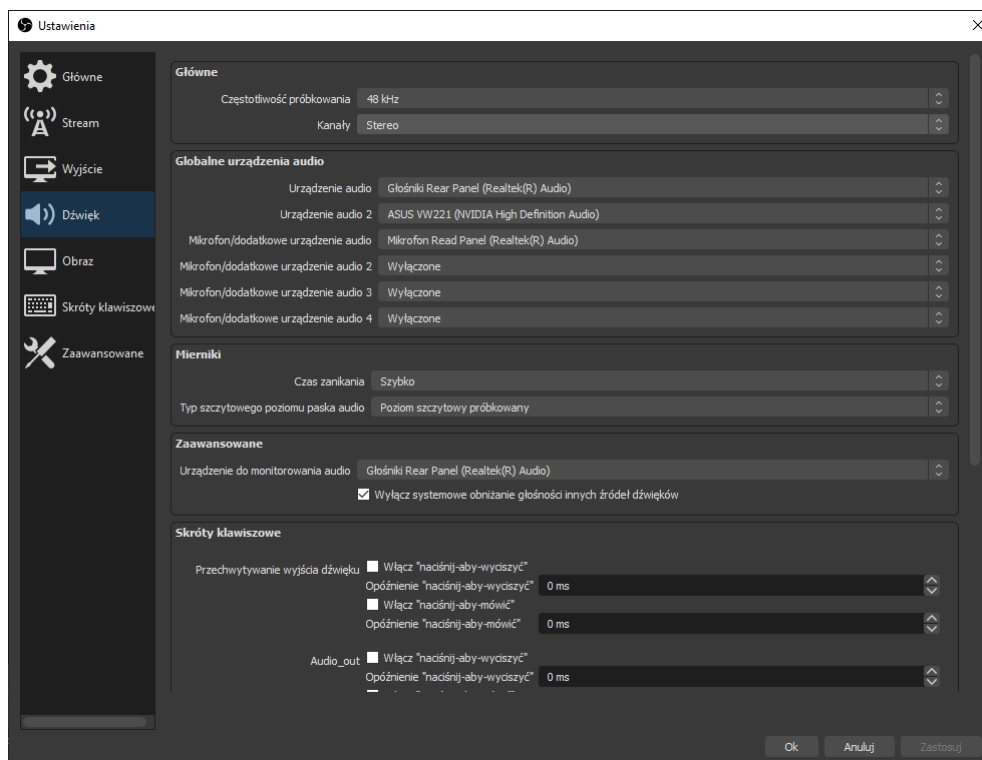 Ustawienia
Główne
Stream
Wyjście
Dźwięk
Obraz
Skróty klawiszowe
Zaawansowane
Główne
Częstotliwość próbkowania 48 kHz
Kanały Stereo
Globalne urządzenia audio
Urządzenie audio Głośniki Rear Panel (Realtek(R) Audio)
Urządzenie audio 2 ASUS VW221 (NVIDIA High Definition Audio)
Mikrofon/dodatkowe urządzenie audio Mikrofon Read Panel (Realtek(R) Audio)
Mikrofon/dodatkowe urządzenie audio 2 Wyłączone
Mikrofon/dodatkowe urządzenie audio 3 Wyłączone
Mikrofon/dodatkowe urządzenie audio 4 Wyłączone
Mierniki
Czas zanikania Szybko
Typ szczytowego poziomu paska audio Poziom szczytowy próbkowany
Zaawansowane
Urządzenie do monitorowania audio Głośniki Rear Panel (Realtek(R) Audio)
Wyłącz systemowe obniżanie głośności innych źródeł dźwięków
Skróty klawiszowe
Przechwytywanie wyjścia dźwięku Włącz "naciśnij-aby-wyciszyć"
Opóźnienie "naciśnij-aby-wyciszyć" 0 ms
Włącz "naciśnij-aby-mówić"
Opóźnienie "naciśnij-aby-mówić" 0 ms
Audio_out Włącz "naciśnij-aby-wyciszyć"
Opóźnienie "naciśnij-aby-wyciszyć" 0 ms
Ok Anuluj Zastosuj